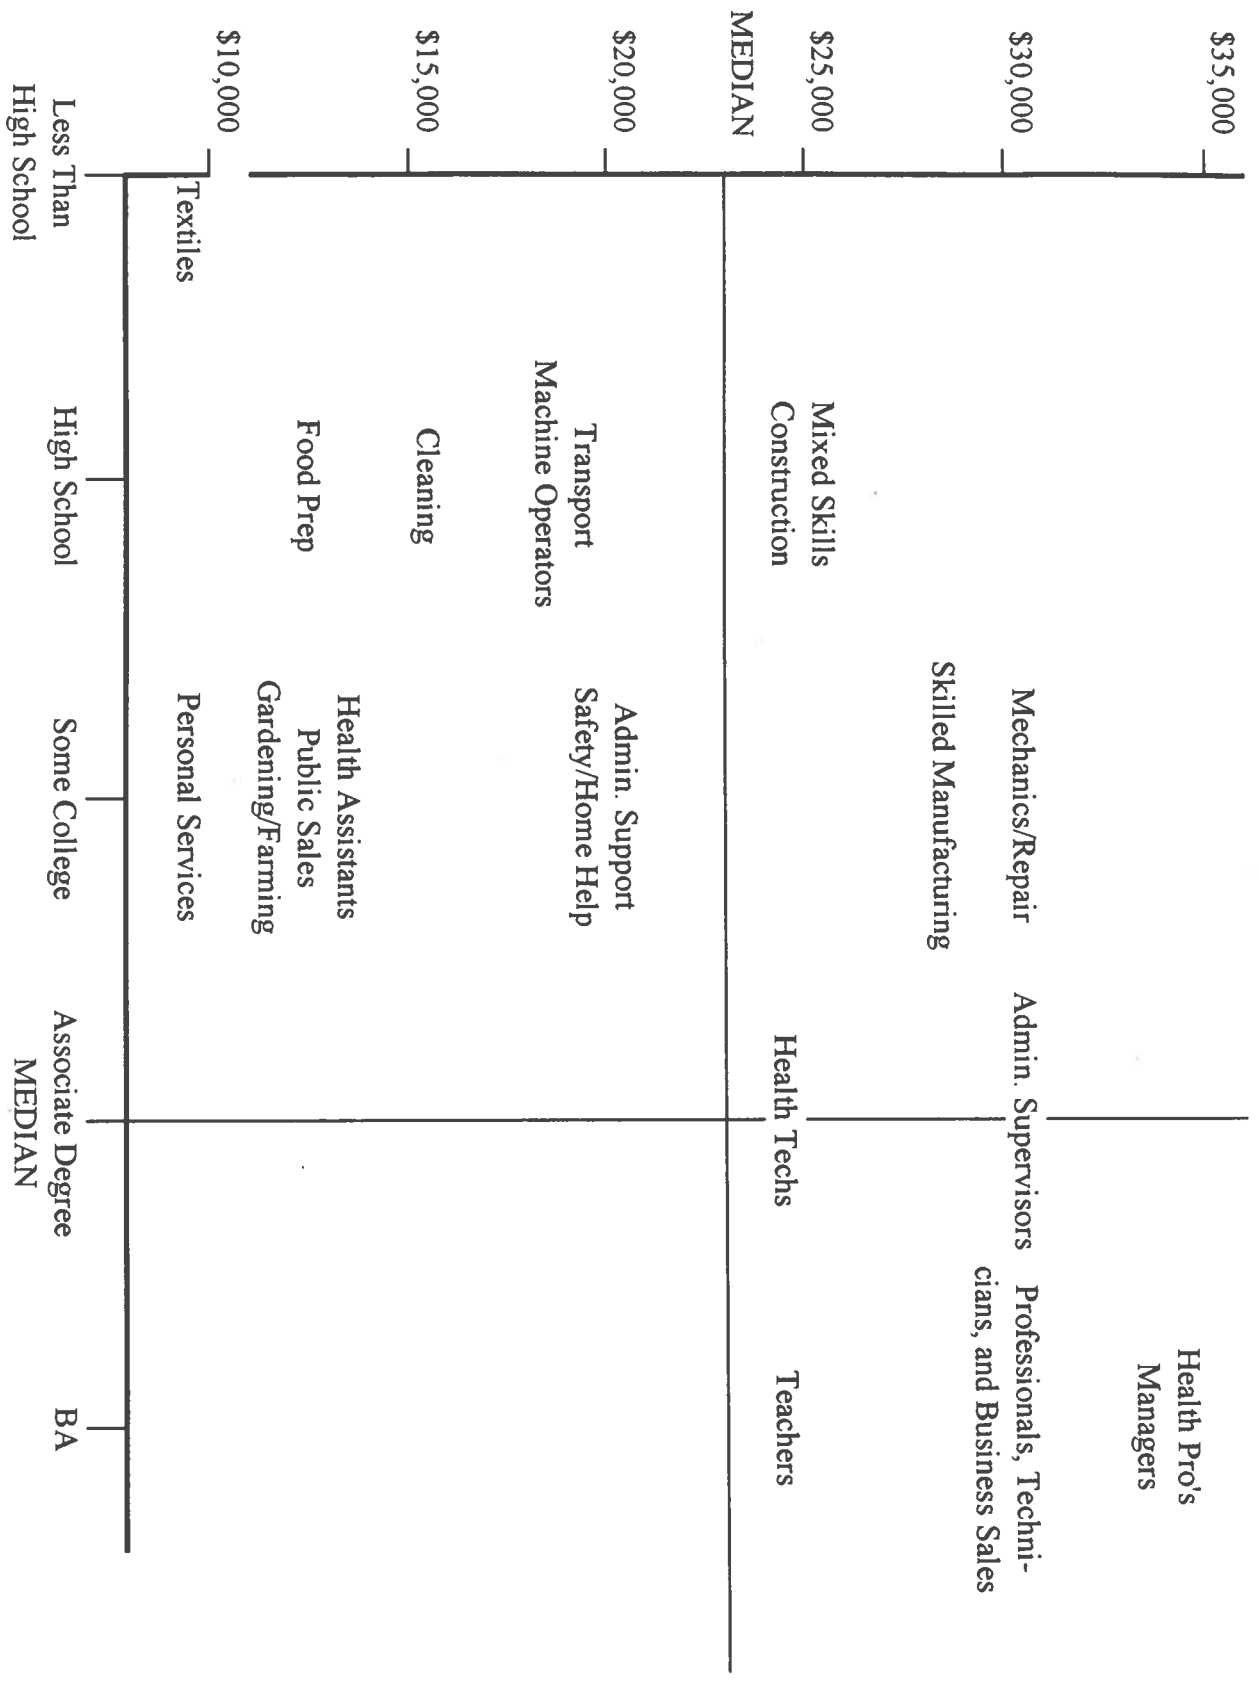 $35,000
$30,000
$25,000
MEDIAN
$20,000
$15,000
$10,000
Health Pro's
Managers
Mechanics/Repair
Admin. Supervisors
Professionals, Techni-
cians, and Business Sales
Skilled Manufacturing
Mixed Skills
Construction
Health Techs
Teachers
Transport
Machine Operators
Admin. Support
Safety/Home Help
Cleaning
Food Prep
Health Assistants
Public Sales
Gardening/Farming
Textiles
Personal Services
Less Than
High School
High School
Some College
Associate Degree
MEDIAN
BA